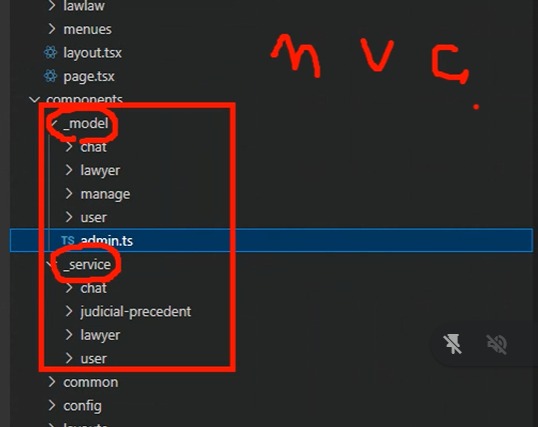 lawlaw
menues
layout.tsx
page.tsx
M V C
components
_model
chat
lawyer
manage
user
TS admin.ts
_service
chat
judicial-precedent
lawyer
user
common
config